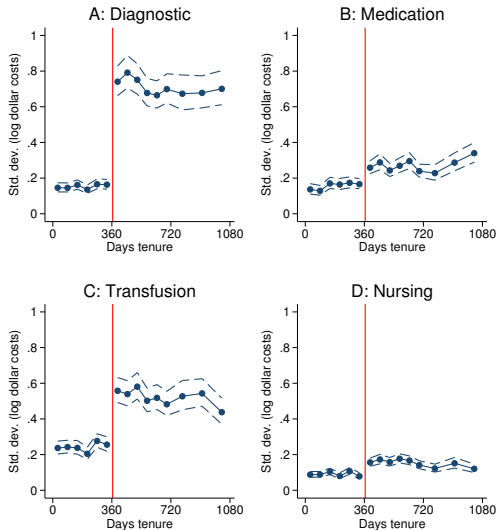 A: Diagnostic
Std. dev. (log dollar costs)
1
.8
.6
.4
.2
0
0 360 720 1080
Days tenure
B: Medication
Std. dev. (log dollar costs)
1
.8
.6
.4
.2
0
0 360 720 1080
Days tenure
C: Transfusion
Std. dev. (log dollar costs)
1
.8
.6
.4
.2
0
0 360 720 1080
Days tenure
D: Nursing
Std. dev. (log dollar costs)
1
.8
.6
.4
.2
0
0 360 720 1080
Days tenure